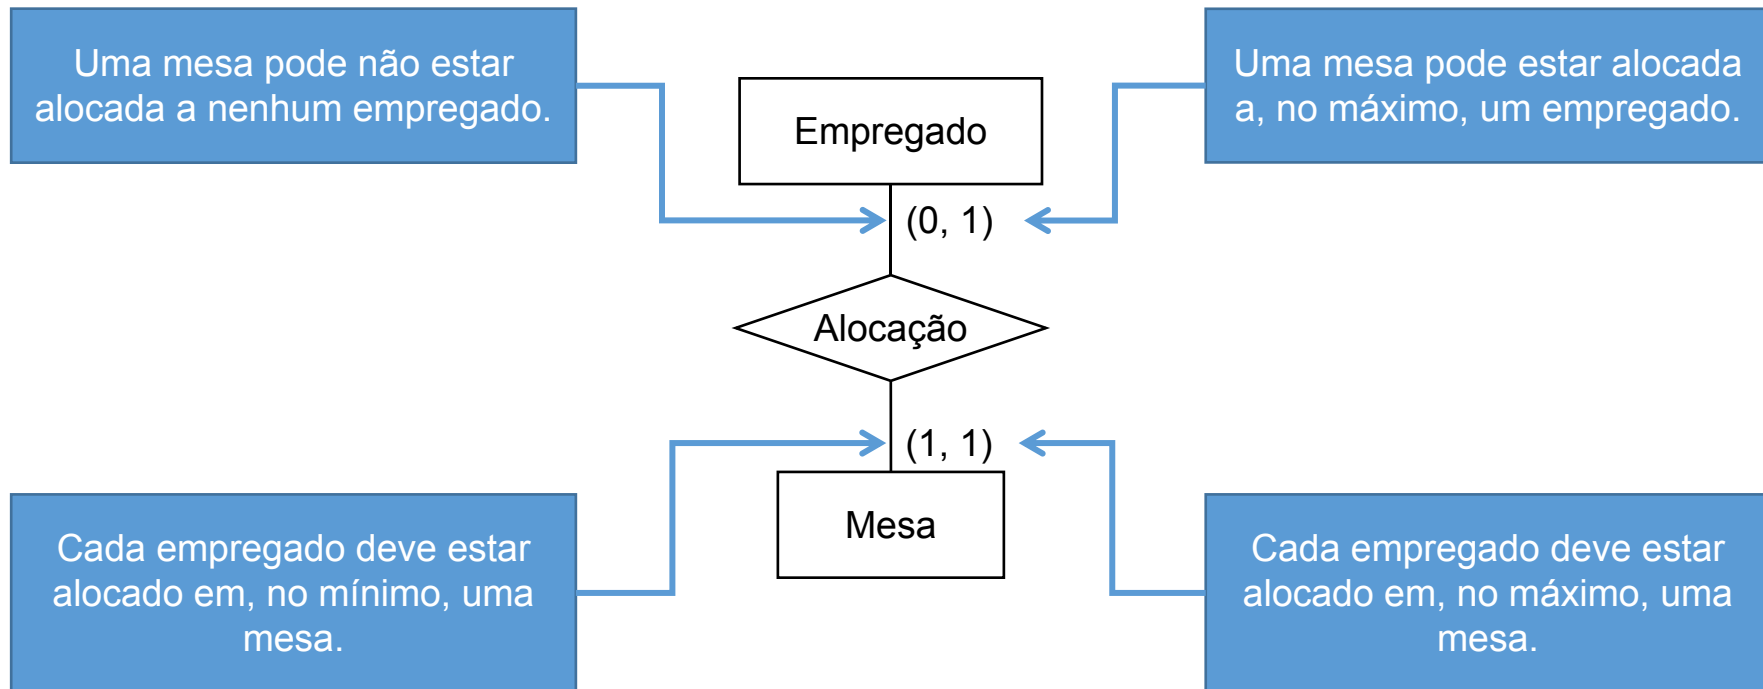 Uma mesa pode não estar
alocada a nenhum empregado.
Empregado
Uma mesa pode estar alocada
a, no máximo, um empregado.
(0, 1)
Alocação
(1, 1)
Mesa
Cada empregado deve estar
alocado em, no mínimo, uma
mesa.
Cada empregado deve estar
alocado em, no máximo, uma
mesa.